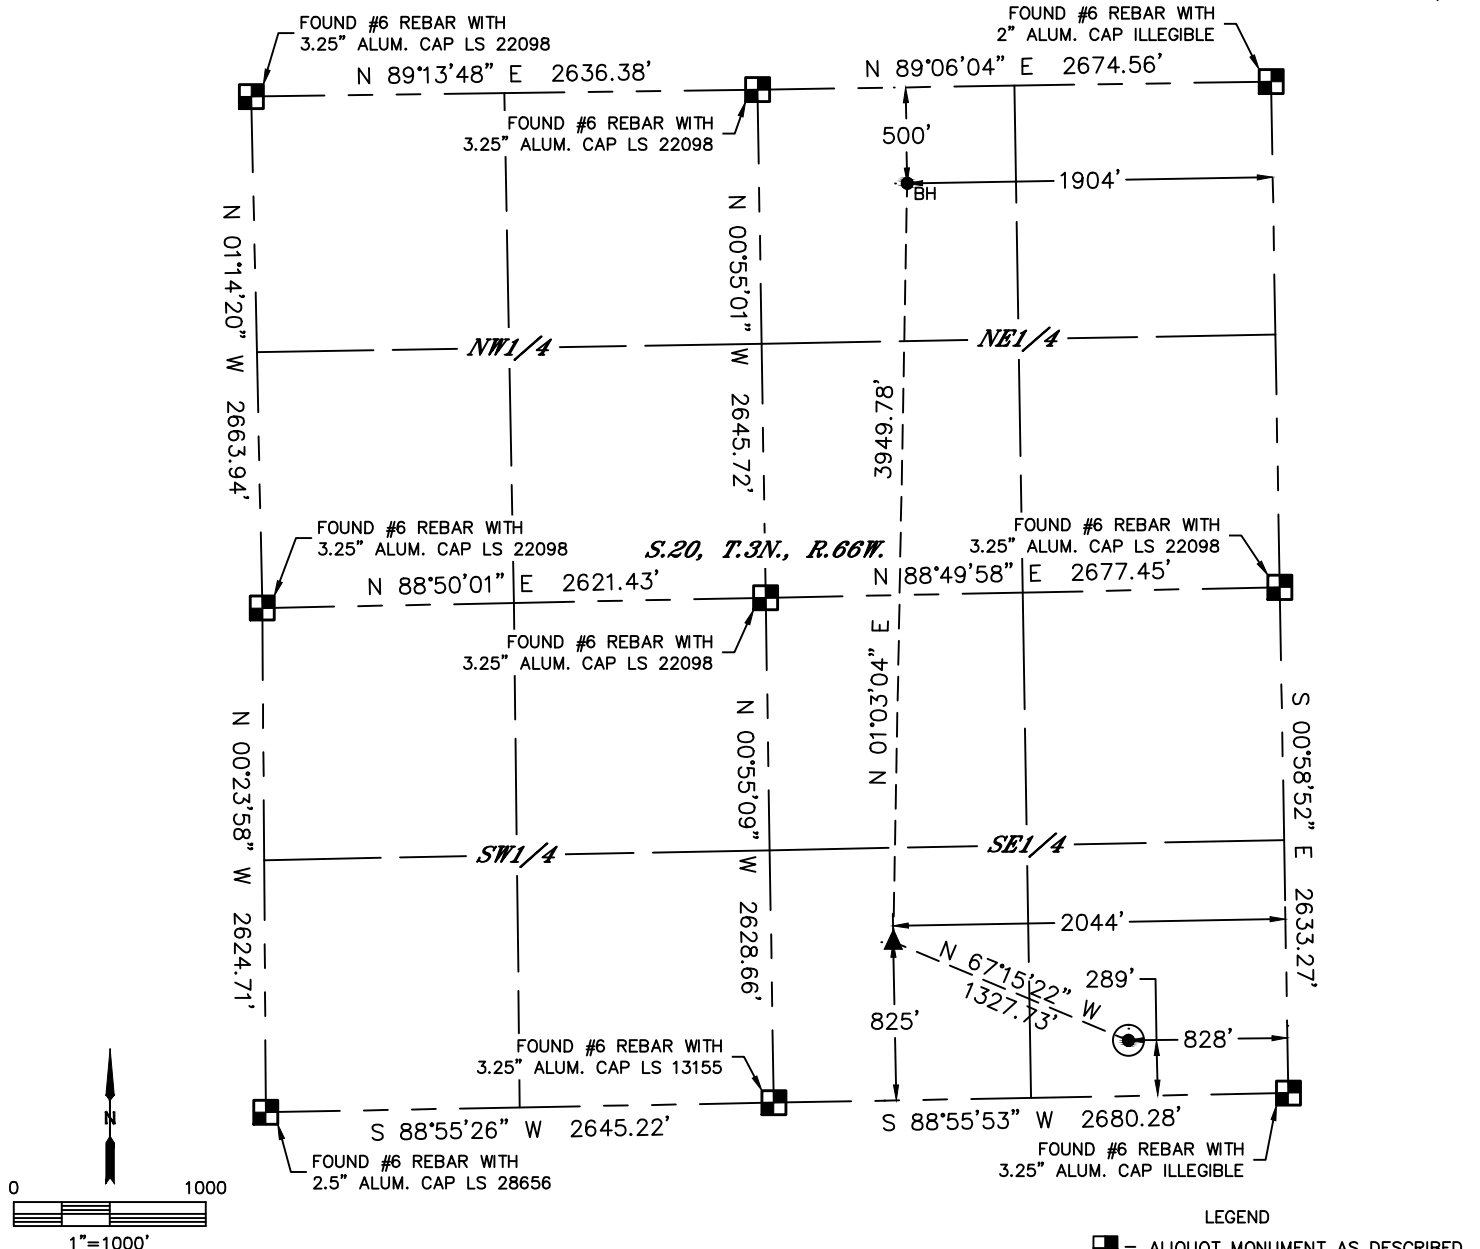 FOUND #6 REBAR WITH
3.25" ALUM. CAP LS 22098
FOUND #6 REBAR WITH
2" ALUM. CAP ILLEGIBLE
N 89°13'48" E 2636.38'
N 89°06'04" E 2674.56'
FOUND #6 REBAR WITH
3.25" ALUM. CAP LS 22098
500'
1904'
BH
N 01°14'20" W 2663.94'
N 00°55'01" W 2645.72'
NW1/4
NE1/4
3949.78'
FOUND #6 REBAR WITH
3.25" ALUM. CAP LS 22098
S.20, T.3N., R.66W.
FOUND #6 REBAR WITH
3.25" ALUM. CAP LS 22098
N 88°50'01" E 2621.43'
N 88°49'58" E 2677.45'
FOUND #6 REBAR WITH
3.25" ALUM. CAP LS 22098
N 01°03'04" E
N 00°23'58" W 2624.71'
N 00°55'09" W 2628.66'
S 00°58'52" E 2633.27'
SW1/4
SE1/4
2044'
N 67°15'22" W
1327.73'
289'
825'
828'
FOUND #6 REBAR WITH
3.25" ALUM. CAP LS 13155
N
S 88°55'26" W 2645.22'
S 88°55'53" W 2680.28'
FOUND #6 REBAR WITH
3.25" ALUM. CAP ILLEGIBLE
FOUND #6 REBAR WITH
2.5" ALUM. CAP LS 28656
0 1000
1"=1000'
LEGEND
= ALIQUOT MONUMENT AS DESCRIBED